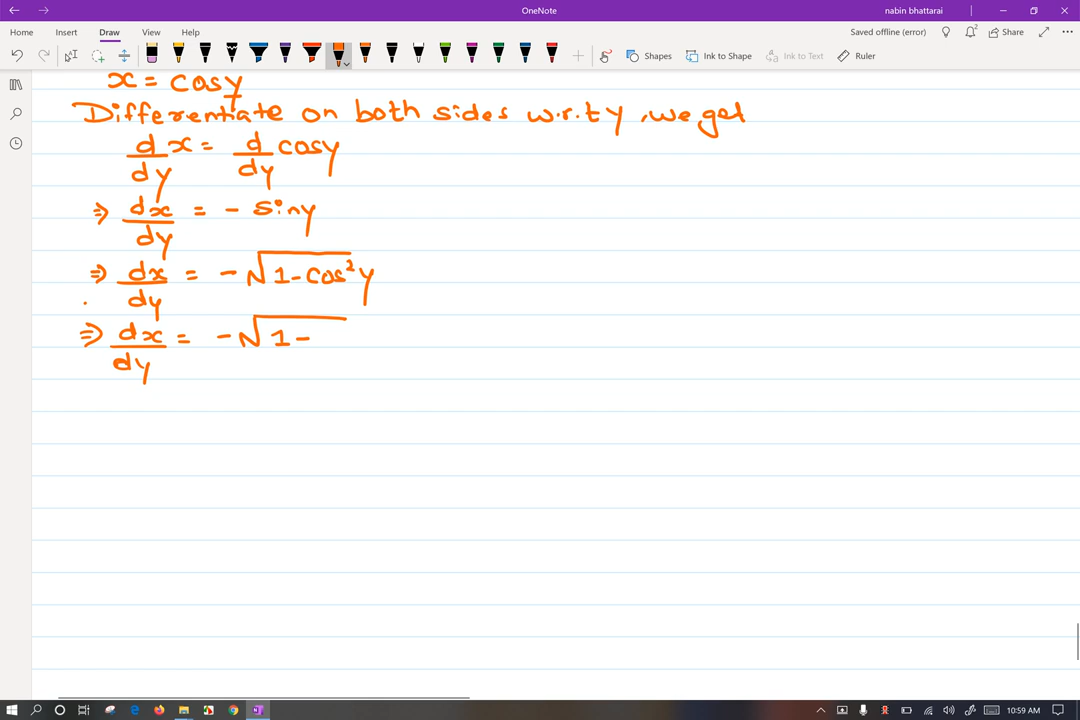 OneNote
nabin bhattarai
Home Insert Draw View Help
Saved offline (error)
Share
Shapes Ink to Shape Ink to Text Ruler
x = cosy
Differentiate on both sides w.r.t y, we get
d/dy x = d/dy cosy
⇒ dx/dy = - siny
⇒ dx/dy = -√(1-cos²y)
⇒ dx/dy = -√(1-
10:59 AM